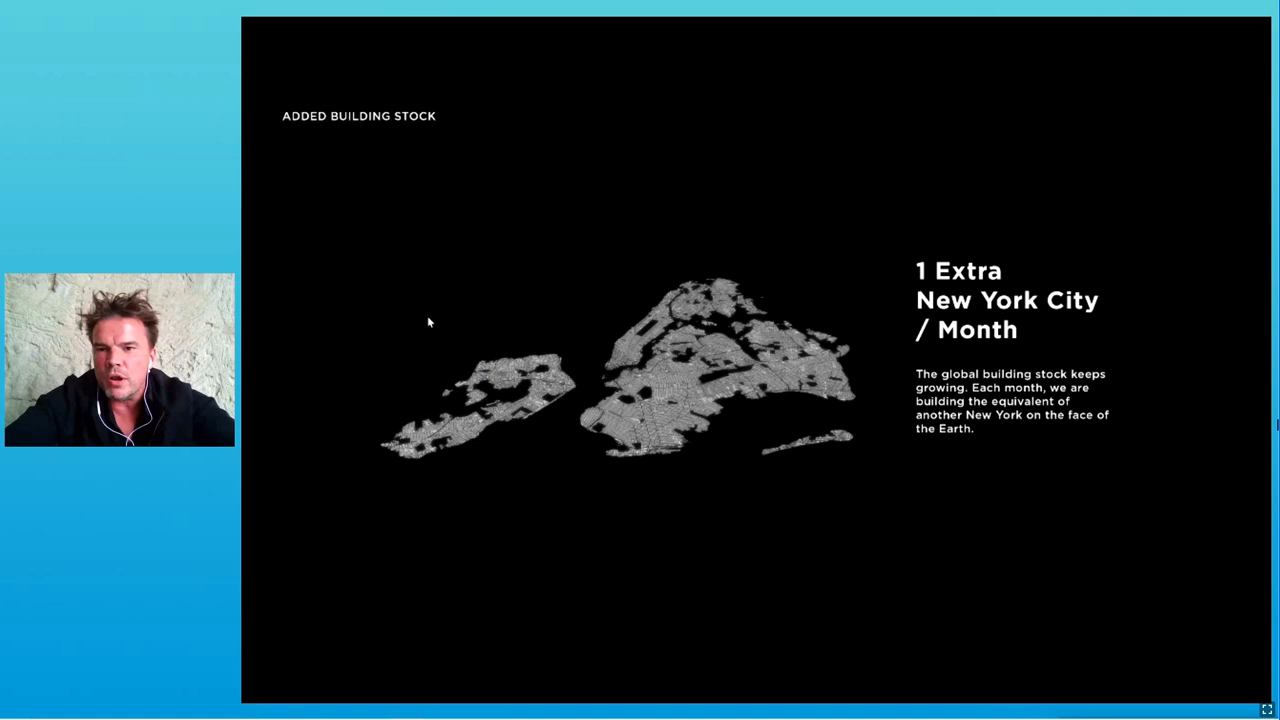 ADDED BUILDING STOCK
1 Extra
New York City
/ Month
The global building stock keeps
growing. Each month, we are
building the equivalent of
another New York on the face of
the Earth.